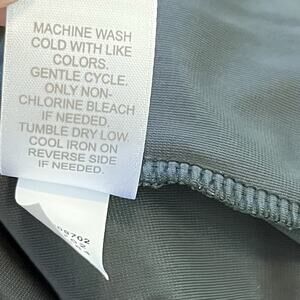 MACHINE WASH
COLD WITH LIKE
COLORS.
GENTLE CYCLE.
ONLY NON-
CHLORINE BLEACH
IF NEEDED.
TUMBLE DRY LOW.
COOL IRON ON
REVERSE SIDE
IF NEEDED.